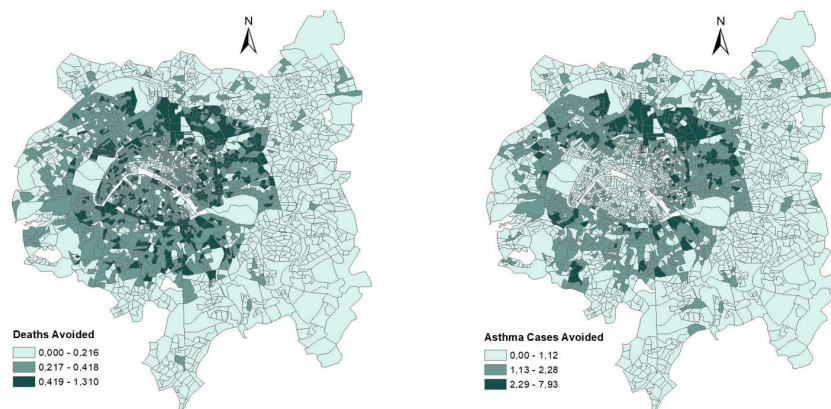 N
Deaths Avoided
0,000 - 0,216
0,217 - 0,418
0,419 - 1,310
N
Asthma Cases Avoided
0,00 - 1,12
1,13 - 2,28
2,29 - 7,93